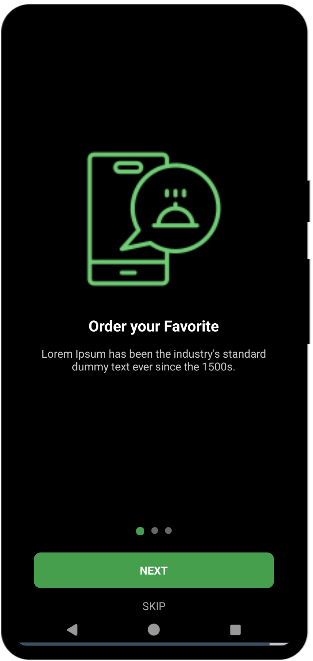 Order your Favorite
Lorem Ipsum has been the industry's standard
dummy text ever since the 1500s.
NEXT
SKIP